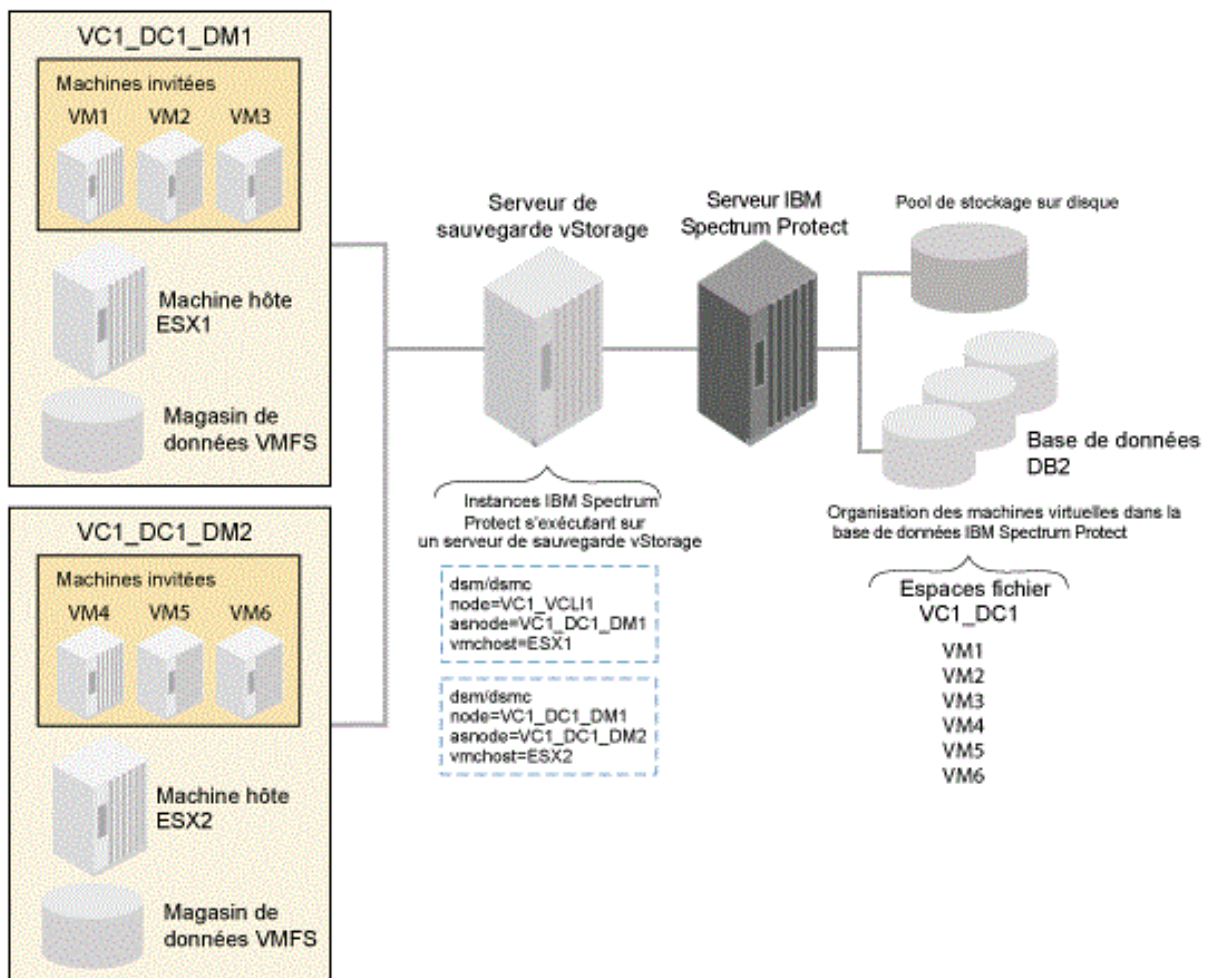 VC1_DC1_DM1
Machines invitées
VM1 VM2 VM3
Machine hôte
ESX1
Magasin de
données VMFS
VC1_DC1_DM2
Machines invitées
VM4 VM5 VM6
Machine hôte
ESX2
Magasin de
données VMFS
Serveur de
sauvegarde vStorage
Instances IBM Spectrum
Protect s'exécutant sur
un serveur de sauvegarde vStorage
dsm/dsmc
node=VC1_VCLI1
asnode=VC1_DC1_DM1
vmchost=ESX1
dsm/dsmc
node=VC1_DC1_DM1
asnode=VC1_DC1_DM2
vmchost=ESX2
Serveur IBM
Spectrum Protect
Pool de stockage sur disque
Base de données
DB2
Organisation des machines virtuelles dans la
base de données IBM Spectrum Protect
Espaces fichier
VC1_DC1
VM1
VM2
VM3
VM4
VM5
VM6